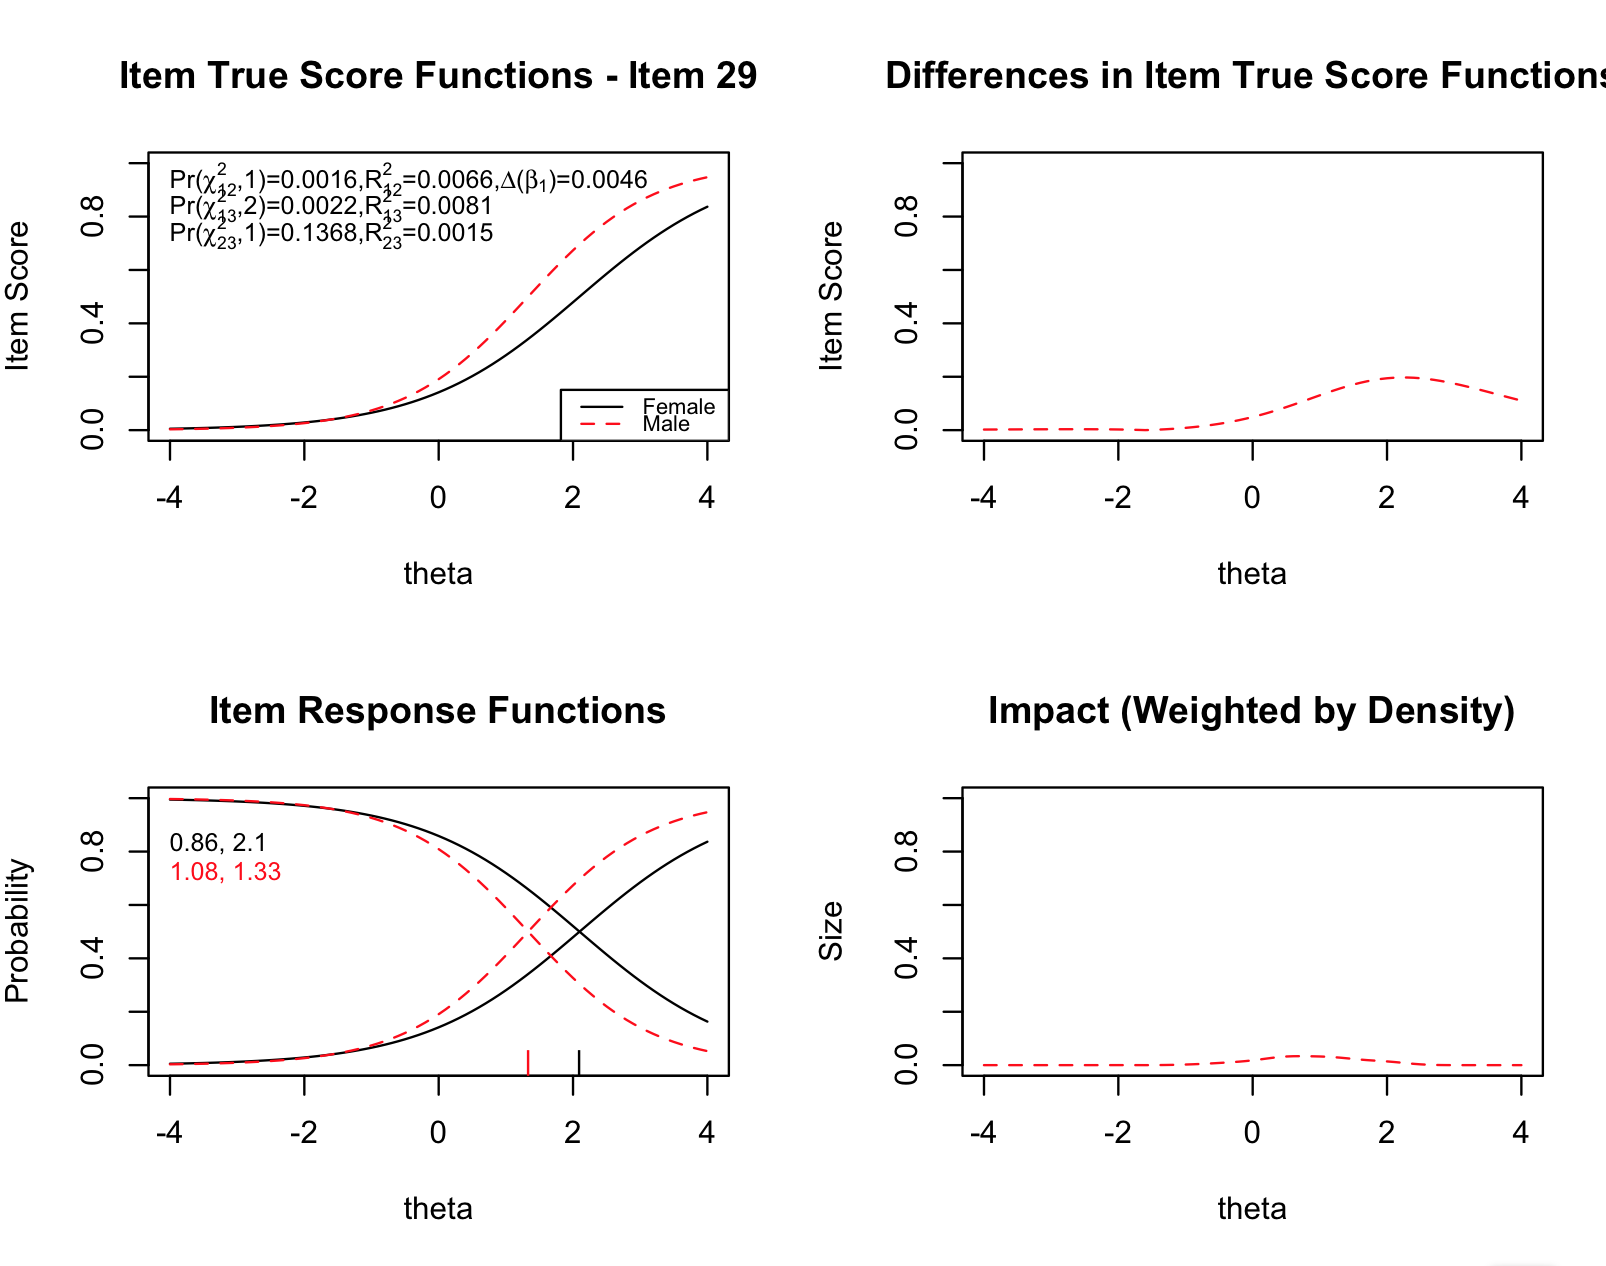 Item True Score Functions - Item 29
Pr(χ²₁₂,1)=0.0016,R²₁₂=0.0066,Δ(β₁)=0.0046
Pr(χ²₁₃,2)=0.0022,R²₁₃=0.0081
Pr(χ²₂₃,1)=0.1368,R²₂₃=0.0015
Item Score
0.8
0.4
0.0
Female
Male
-4 -2 0 2 4
theta
Differences in Item True Score Functions
Item Score
0.8
0.4
0.0
-4 -2 0 2 4
theta
Item Response Functions
Probability
0.8
0.4
0.0
0.86, 2.1
1.08, 1.33
-4 -2 0 2 4
theta
Impact (Weighted by Density)
Size
0.8
0.4
0.0
-4 -2 0 2 4
theta